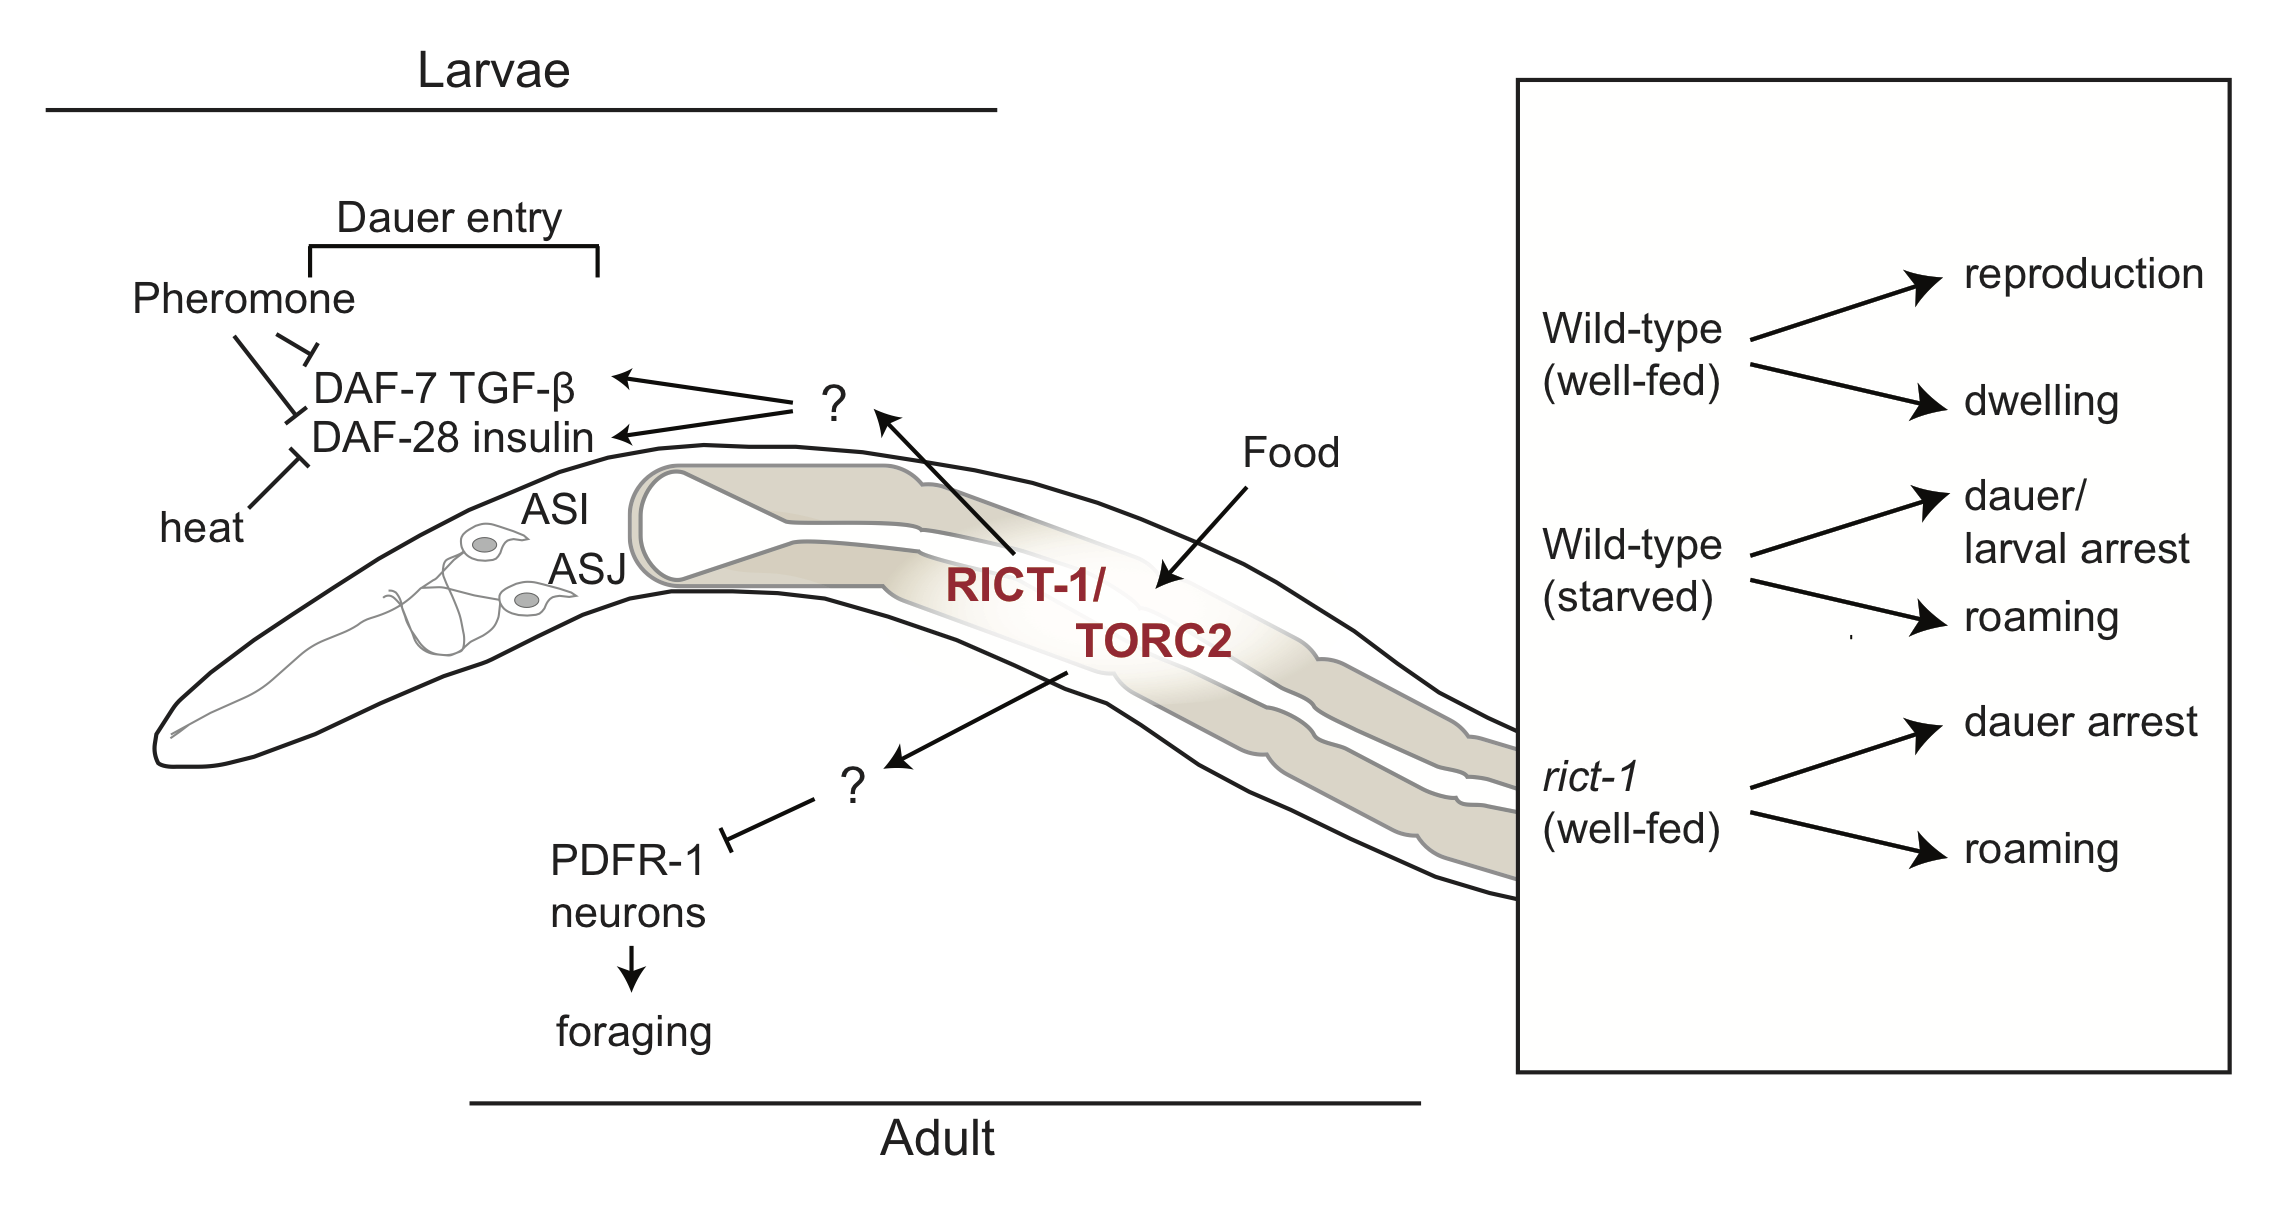 Larvae
Dauer entry
Pheromone
DAF-7 TGF-β
DAF-28 insulin
heat
ASI
ASJ
?
Food
RICT-1/
TORC2
?
PDFR-1
neurons
foraging
Adult
Wild-type
(well-fed)
reproduction
dwelling
Wild-type
(starved)
dauer/
larval arrest
roaming
rict-1
(well-fed)
dauer arrest
roaming